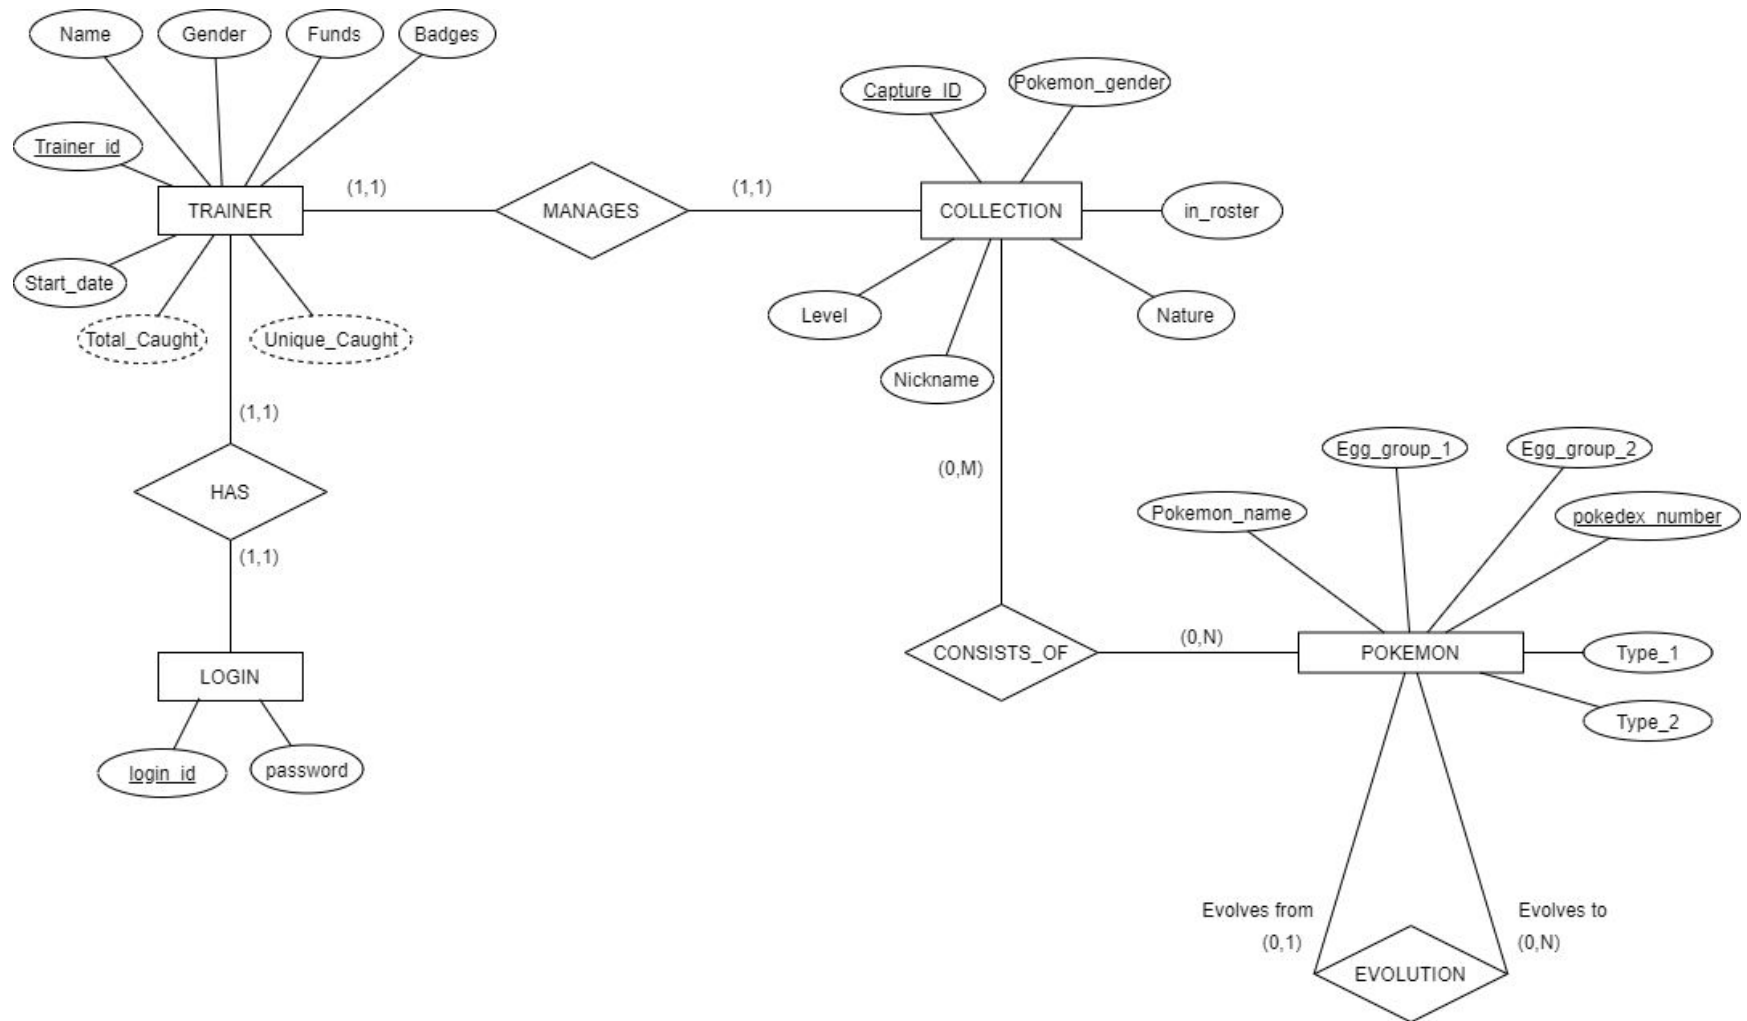 Name
Gender
Funds
Badges
Capture_ID
Pokemon_gender
Trainer_id
TRAINER
(1,1)
MANAGES
(1,1)
COLLECTION
in_roster
Start_date
Total_Caught
Unique_Caught
Level
Nature
Nickname
(1,1)
HAS
(1,1)
LOGIN
login_id
password
(0,M)
Egg_group_1
Egg_group_2
Pokemon_name
pokedex_number
CONSISTS_OF
(0,N)
POKEMON
Type_1
Type_2
Evolves from
(0,1)
Evolves to
(0,N)
EVOLUTION